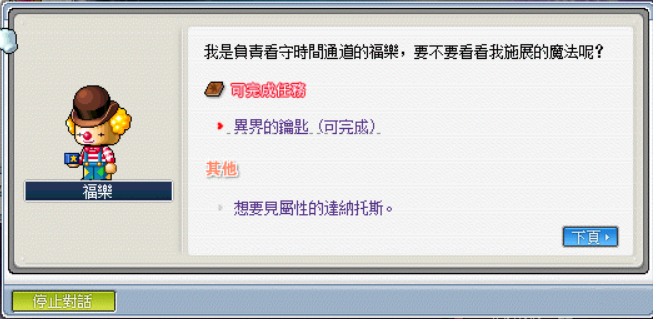 我是負責看守時間通道的福樂，要不要看看我施展的魔法呢？
可完成任務
異界的鑰匙 (可完成)
其他
想要見屬性的達納托斯。
福樂
下頁
停止對話